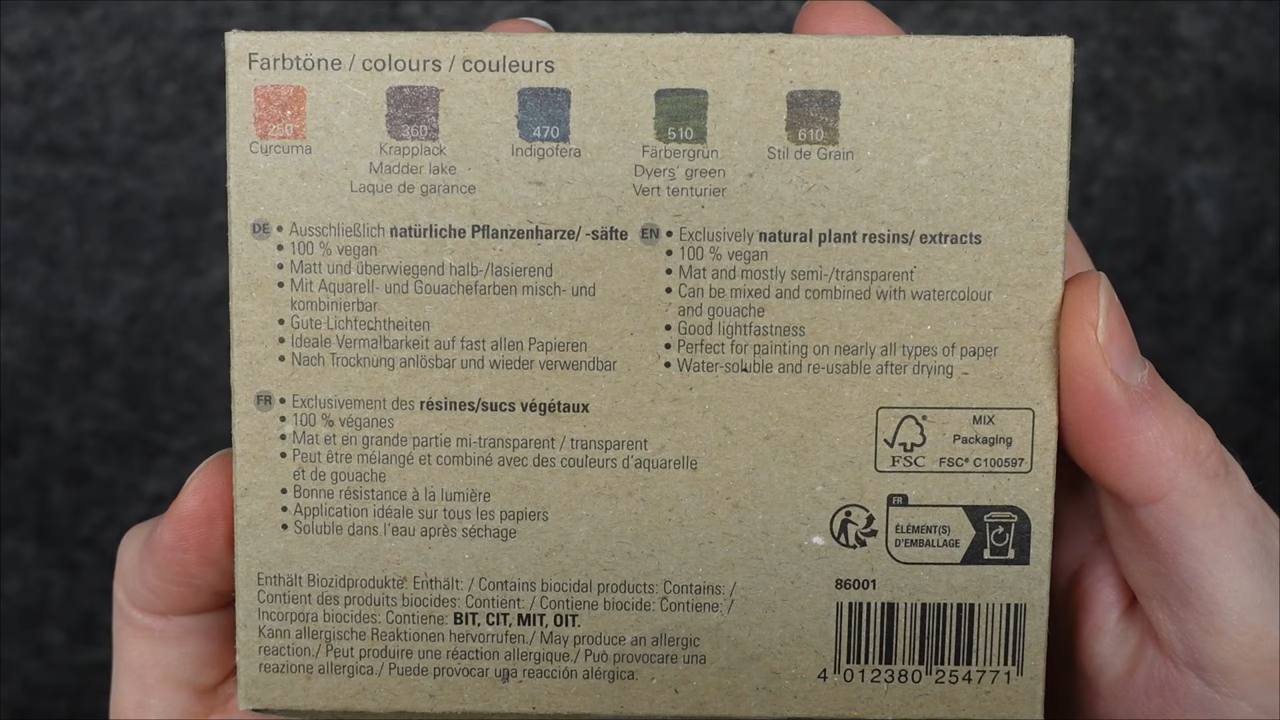 Farbtöne / colours / couleurs
250
Curcuma
360
Krapplack
Madder lake
Laque de garance
470
Indigofera
510
Färbergrün
Dyers' green
Vert tenturier
610
Stil de Grain
DE • Ausschließlich natürliche Pflanzenharze/ -säfte
• 100 % vegan
• Matt und überwiegend halb-/lasierend
• Mit Aquarell- und Gouachefarben misch- und
kombinierbar
• Gute Lichtechtheiten
• Ideale Vermalbarkeit auf fast allen Papieren
• Nach Trocknung anlösbar und wieder verwendbar
EN • Exclusively natural plant resins/ extracts
• 100 % vegan
• Mat and mostly semi-/transparent
• Can be mixed and combined with watercolour
and gouache
• Good lightfastness
• Perfect for painting on nearly all types of paper
• Water-soluble and re-usable after drying
FR • Exclusivement des résines/sucs végétaux
• 100 % véganes
• Mat et en grande partie mi-transparent / transparent
• Peut être mélangé et combiné avec des couleurs d'aquarelle
et de gouache
• Bonne résistance à la lumière
• Application idéale sur tous les papiers
• Soluble dans l'eau après séchage
FSC®
MIX
Packaging
FSC® C100597
FR
ÉLÉMENT(S)
D'EMBALLAGE
Enthält Biozidprodukte. Enthält: / Contains biocidal products: Contains: /
Contient des produits biocides: Contient: / Contiene biocide: Contiene: /
Incorpora biocides: Contiene: BIT, CIT, MIT, OIT.
Kann allergische Reaktionen hervorrufen./ May produce an allergic
reaction./ Peut produire une réaction allergique./ Può provocare una
reazione allergica./ Puede provocar una reacción alérgica.
86001
4 012380 254771